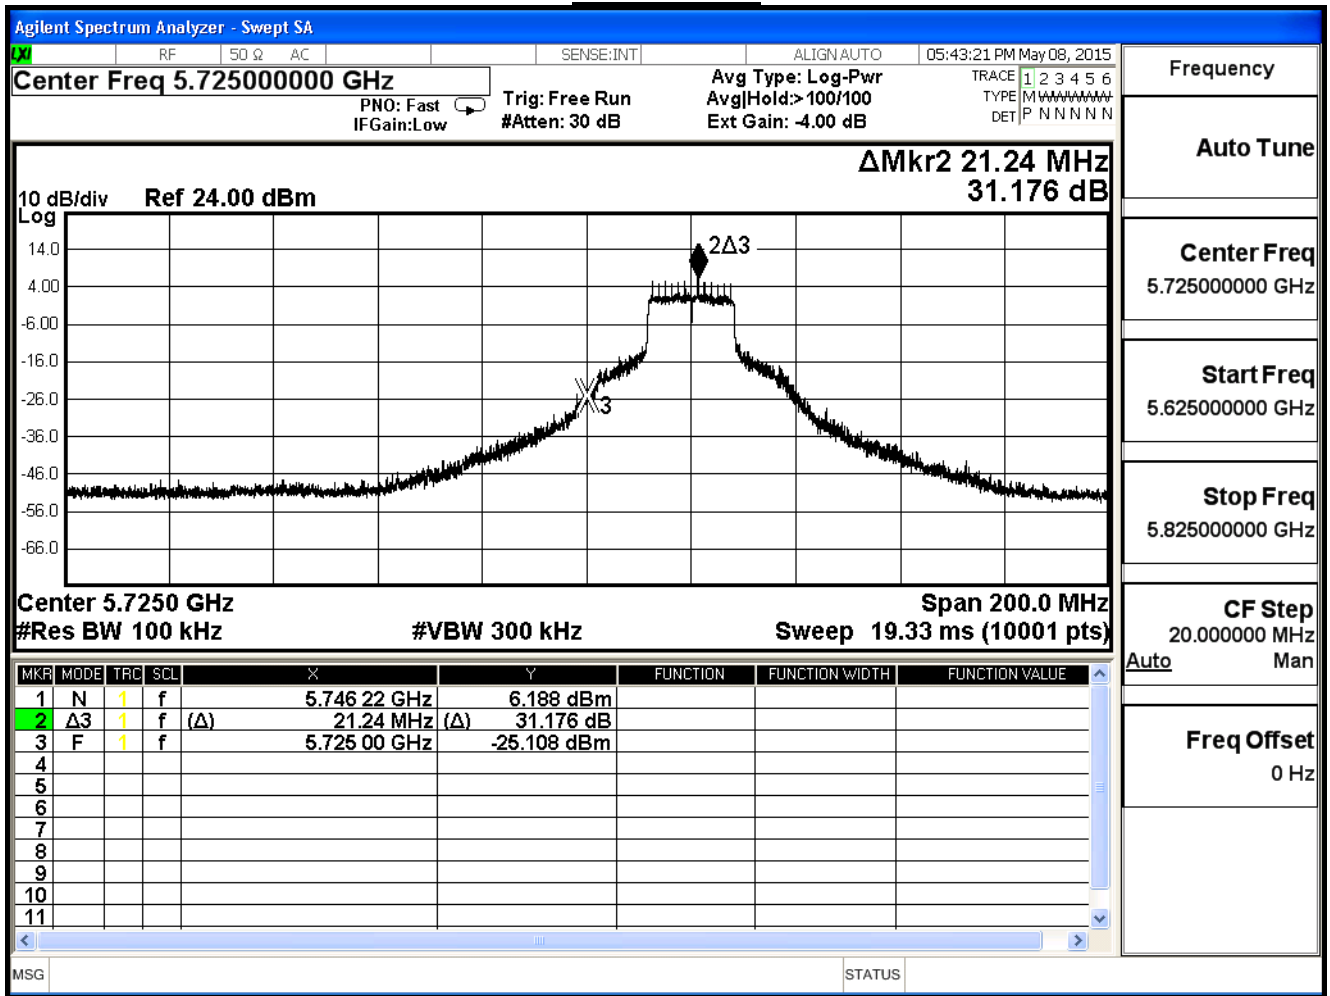 Agilent Spectrum Analyzer - Swept SA
LXI RF 50 Ω AC SENSE:INT ALIGN AUTO 05:43:21 PM May 08, 2015
Center Freq 5.725000000 GHz
PNO: Fast
IFGain:Low
Trig: Free Run
#Atten: 30 dB
Avg Type: Log-Pwr
Avg|Hold:> 100/100
Ext Gain: -4.00 dB
TRACE 1 2 3 4 5 6
TYPE M W W W W W
DET P N N N N N
ΔMkr2 21.24 MHz
31.176 dB
10 dB/div Ref 24.00 dBm
Log
14.0
4.00
-6.00
-16.0
-26.0
-36.0
-46.0
-56.0
-66.0
2Δ3
3
Center 5.7250 GHz Span 200.0 MHz
#Res BW 100 kHz #VBW 300 kHz Sweep 19.33 ms (10001 pts)
MKR MODE TRC SCL X Y FUNCTION FUNCTION WIDTH FUNCTION VALUE
1 N 1 f 5.746 22 GHz 6.188 dBm
2 Δ3 1 f (Δ) 21.24 MHz (Δ) 31.176 dB
3 F 1 f 5.725 00 GHz -25.108 dBm
4
5
6
7
8
9
10
11
MSG STATUS
Frequency
Auto Tune
Center Freq
5.725000000 GHz
Start Freq
5.625000000 GHz
Stop Freq
5.825000000 GHz
CF Step
20.000000 MHz
Auto Man
Freq Offset
0 Hz